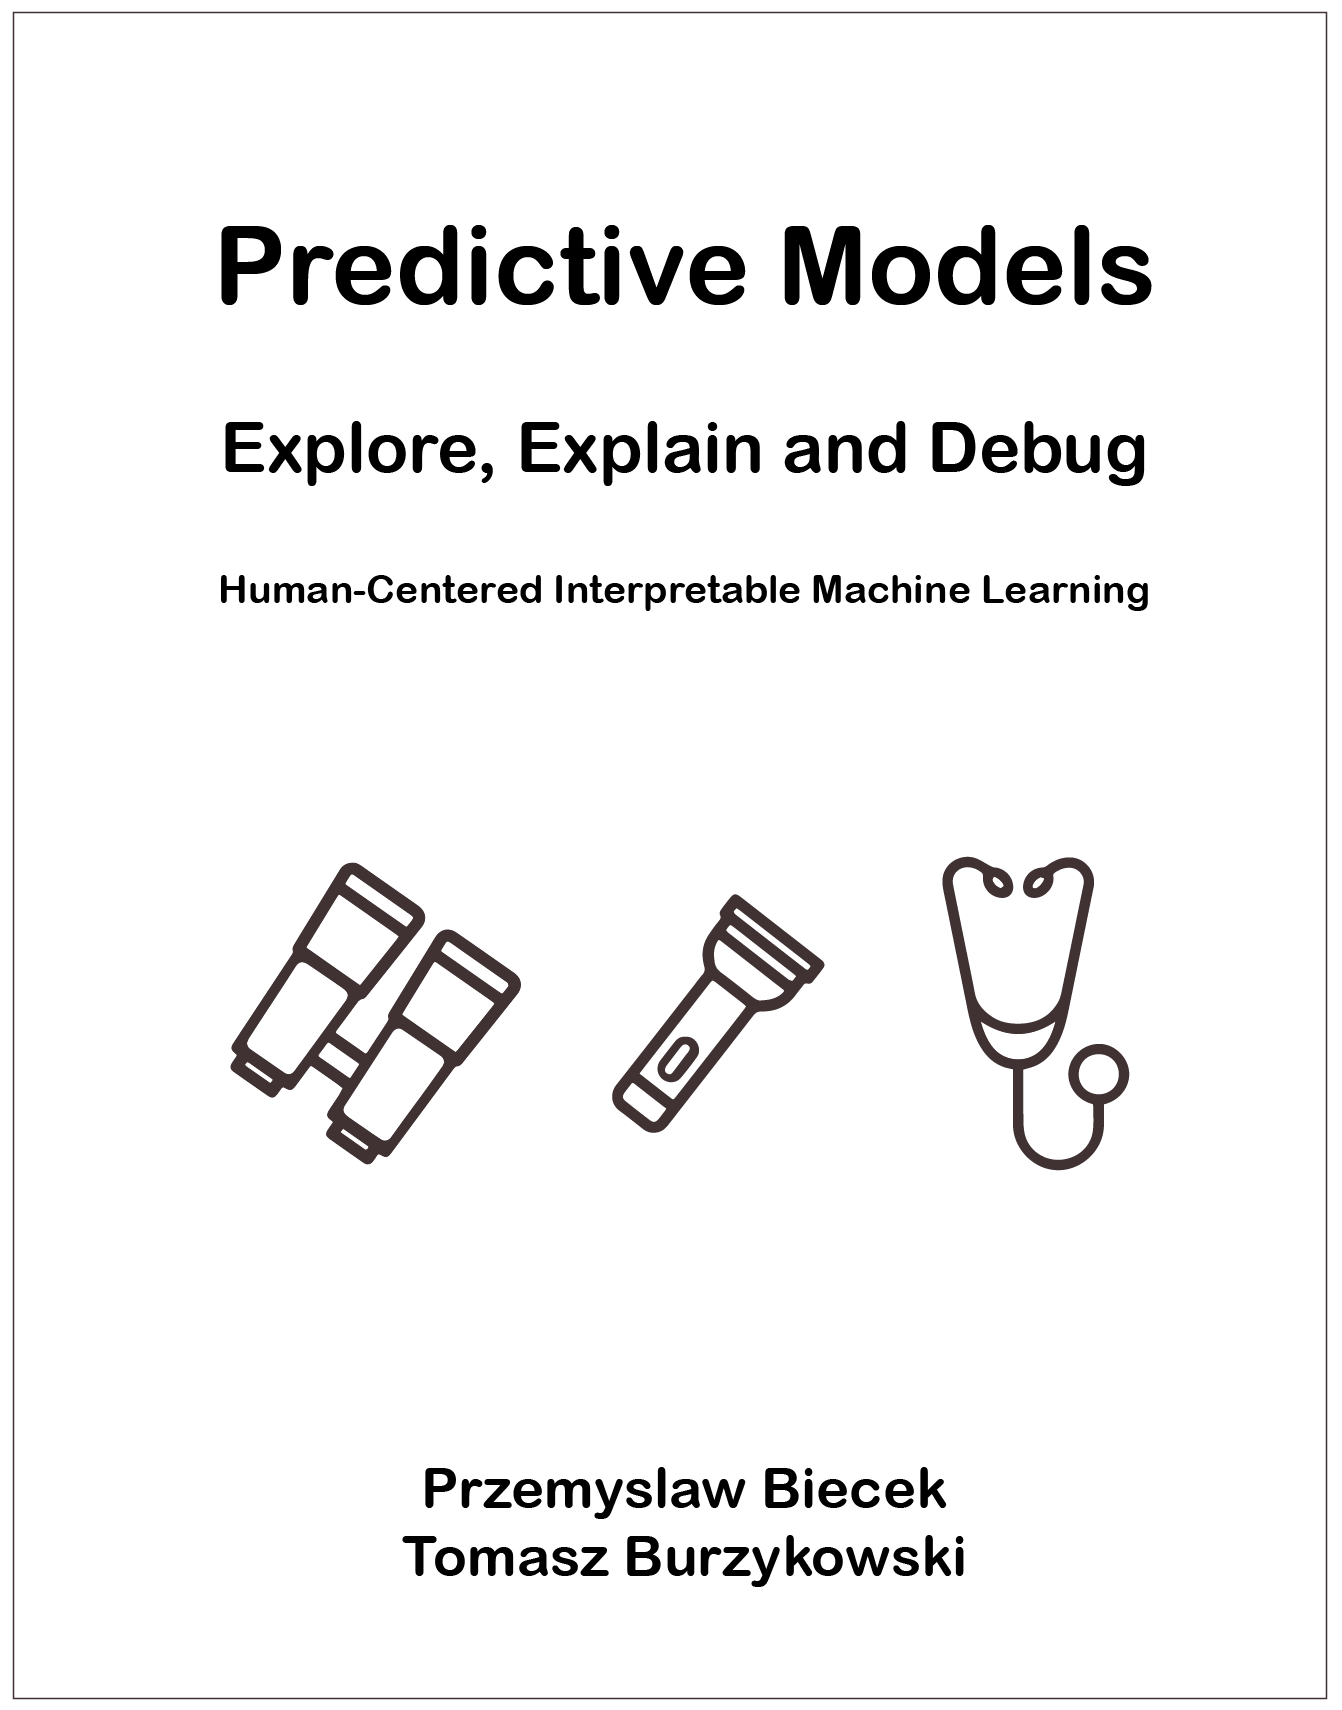 Predictive Models
Explore, Explain and Debug
Human-Centered Interpretable Machine Learning
Przemyslaw Biecek
Tomasz Burzykowski